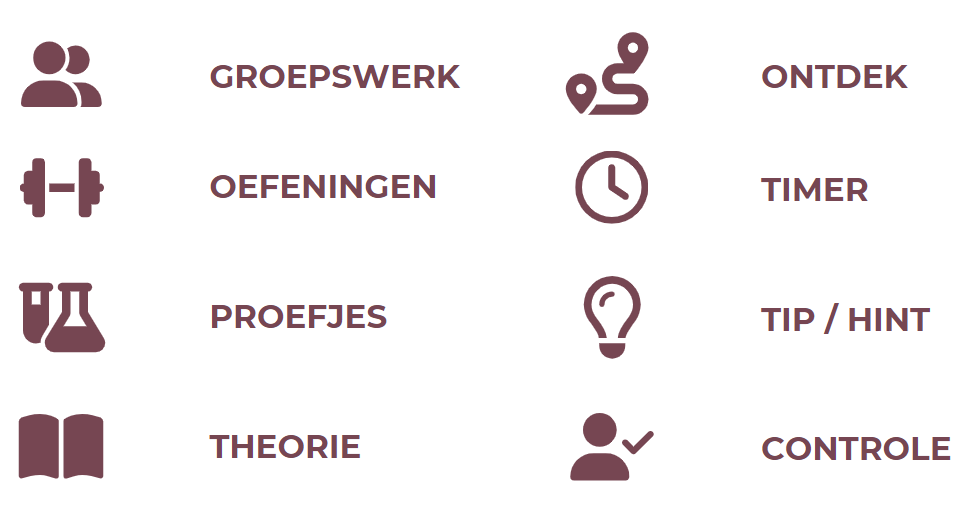 GROEPSWERK
ONTDEK
OEFENINGEN
TIMER
PROEFJES
TIP / HINT
THEORIE
CONTROLE